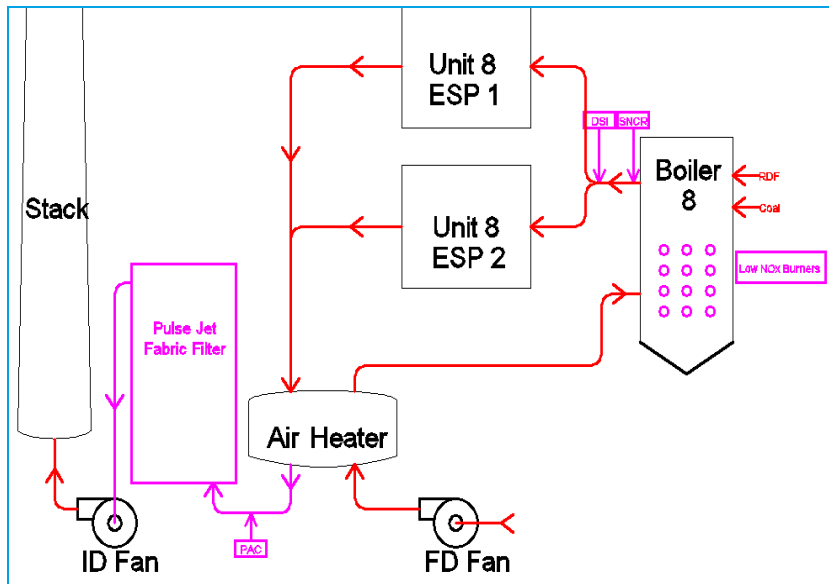 Unit 8
ESP 1
DSI
SNCR
Boiler
8
RDF
Coal
Stack
Unit 8
ESP 2
Low NOx Burners
Pulse Jet
Fabric Filter
Air Heater
PAC
ID Fan
FD Fan